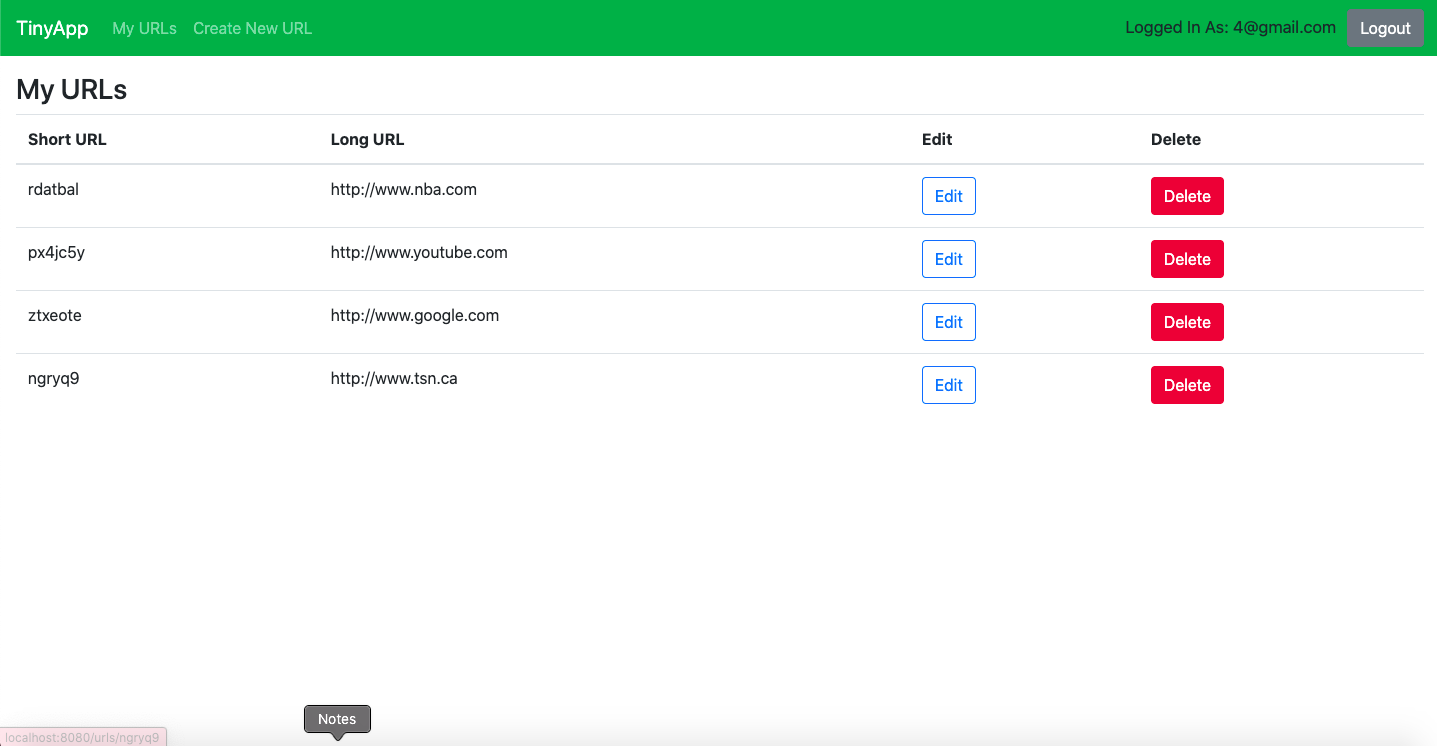 TinyApp My URLs Create New URL Logged In As: 4@gmail.com Logout
My URLs
Short URL Long URL Edit Delete
rdatbal http://www.nba.com Edit Delete
px4jc5y http://www.youtube.com Edit Delete
ztxeote http://www.google.com Edit Delete
ngryq9 http://www.tsn.ca Edit Delete
Notes
localhost:8080/urls/ngryq9